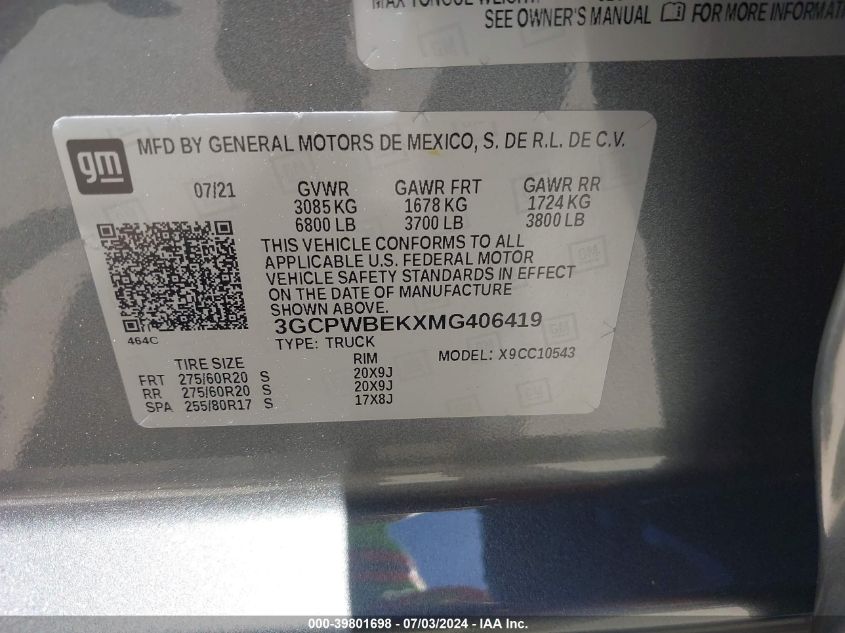 SEE OWNER'S MANUAL FOR MORE INFORMAT
gm
MFD BY GENERAL MOTORS DE MEXICO, S. DE R.L. DE C.V.
07/21 GVWR GAWR FRT GAWR RR
3085 KG 1678 KG 1724 KG
6800 LB 3700 LB 3800 LB
THIS VEHICLE CONFORMS TO ALL
APPLICABLE U.S. FEDERAL MOTOR
VEHICLE SAFETY STANDARDS IN EFFECT
ON THE DATE OF MANUFACTURE
SHOWN ABOVE.
3GCPWBEKXMG406419
464C
TYPE: TRUCK MODEL: X9CC10543
TIRE SIZE RIM
FRT 275/60R20 S 20X9J
RR 275/60R20 S 20X9J
SPA 255/80R17 S 17X8J
000-39801698 - 07/03/2024 - IAA Inc.